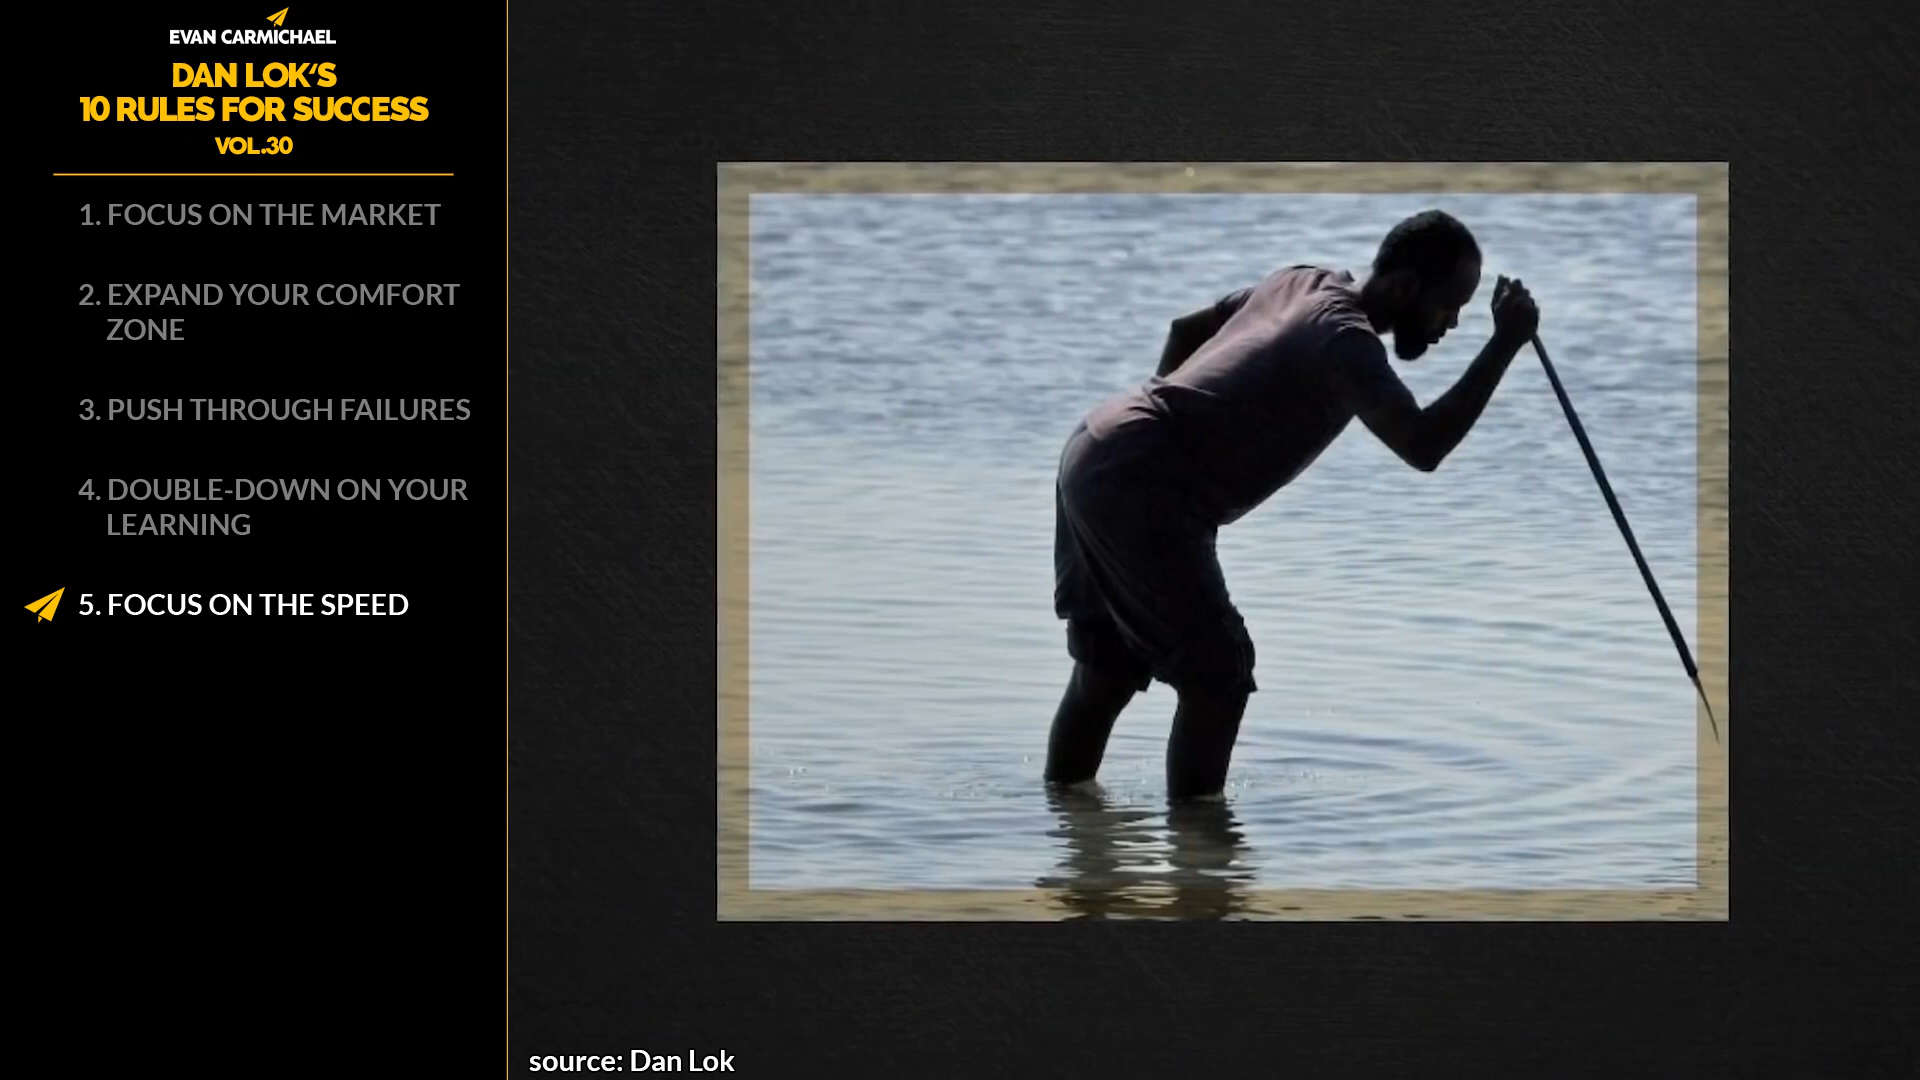 EVAN CARMICHAEL
DAN LOK'S
10 RULES FOR SUCCESS
VOL.30
1. FOCUS ON THE MARKET
2. EXPAND YOUR COMFORT
ZONE
3. PUSH THROUGH FAILURES
4. DOUBLE-DOWN ON YOUR
LEARNING
5. FOCUS ON THE SPEED
source: Dan Lok